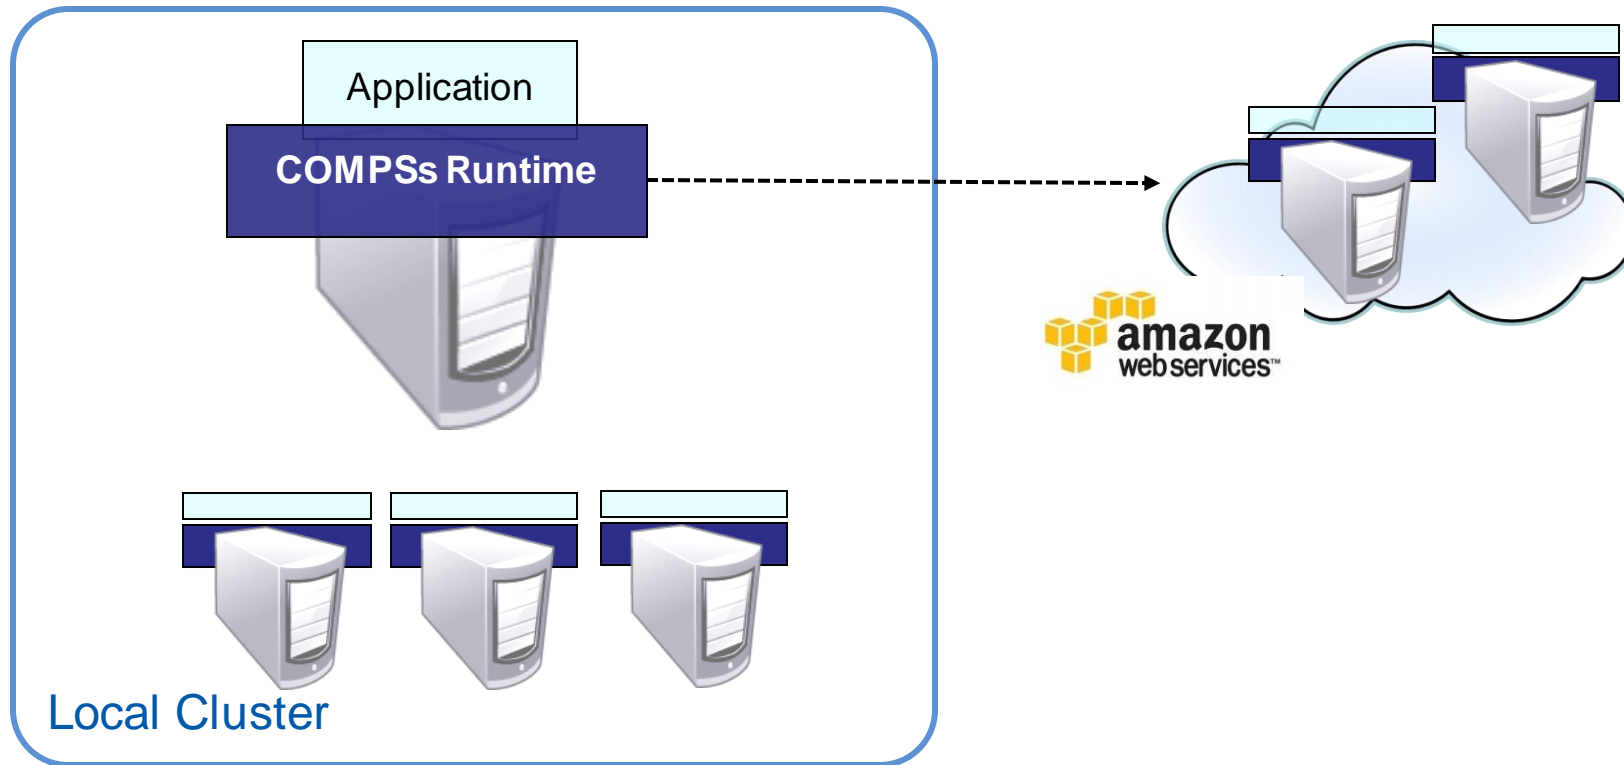 Application
COMPSs Runtime
amazon
webservices™
Local Cluster